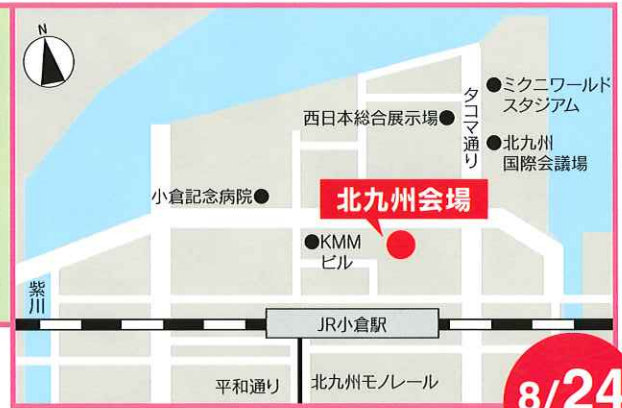 N
ミクニワールド
スタジアム
西日本総合展示場
タコマ通り
北九州
国際会議場
小倉記念病院
北九州会場
KMM
ビル
紫川
JR小倉駅
平和通り
北九州モノレール
8/24